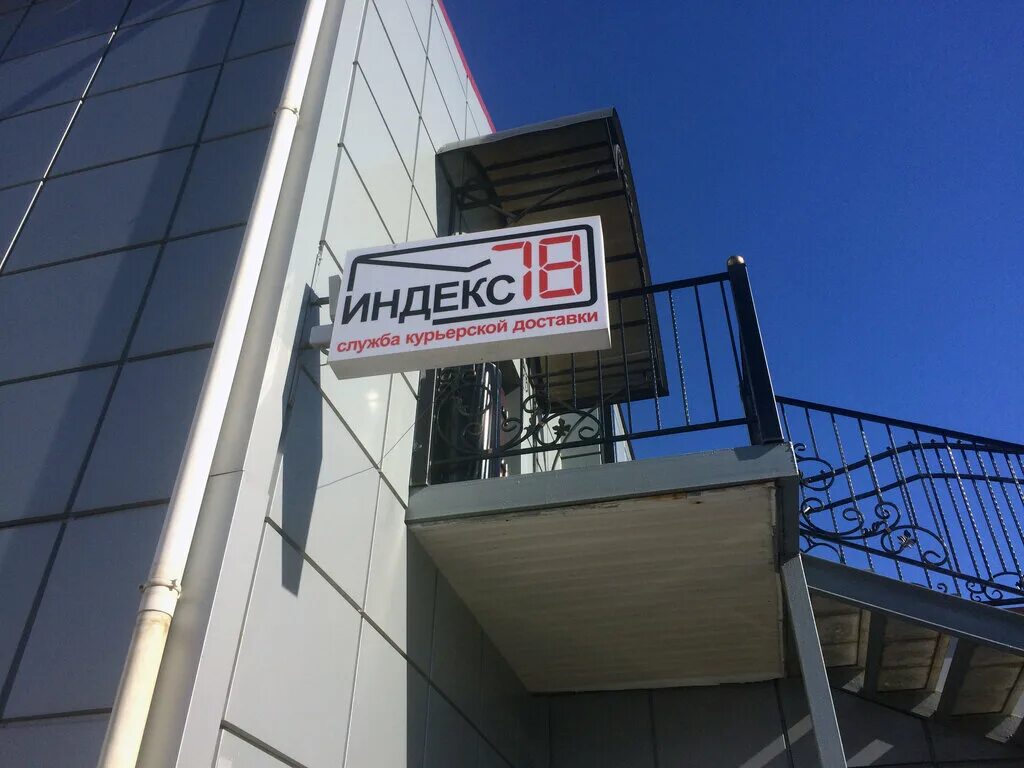 ИНДЕКС78
служба курьерской доставки